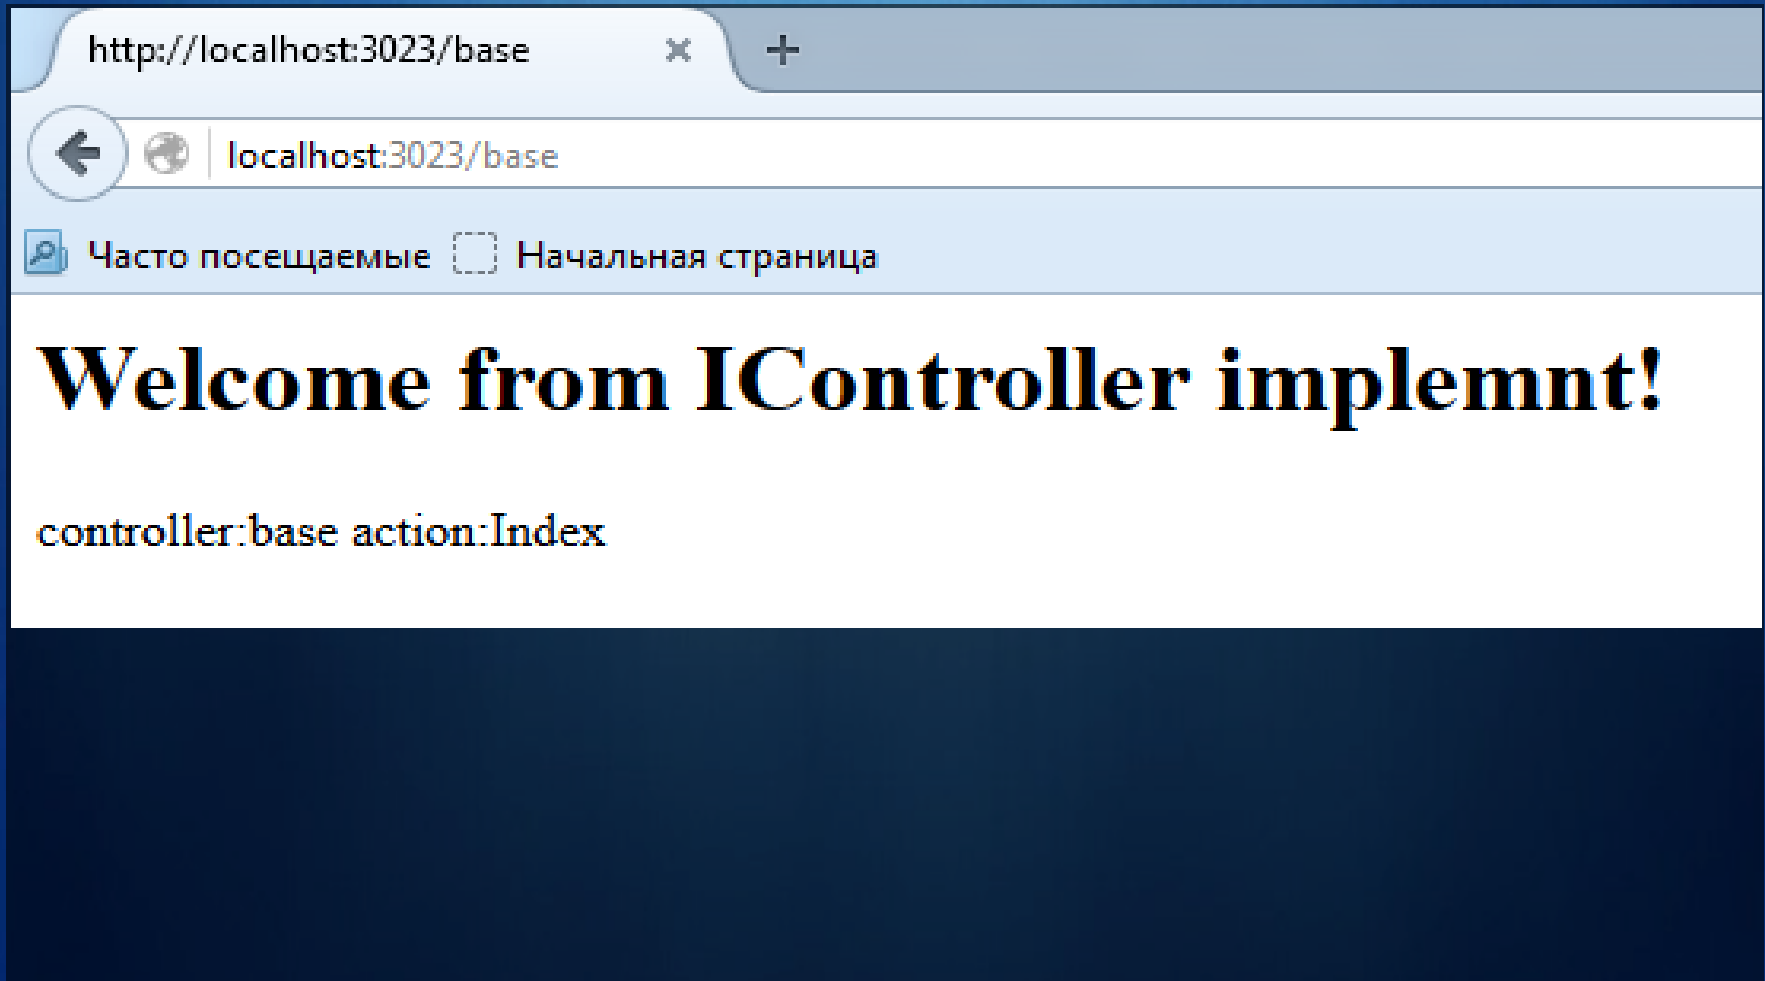 http://localhost:3023/base
localhost:3023/base
Часто посещаемые Начальная страница
Welcome from IController implemnt!
controller:base action:Index